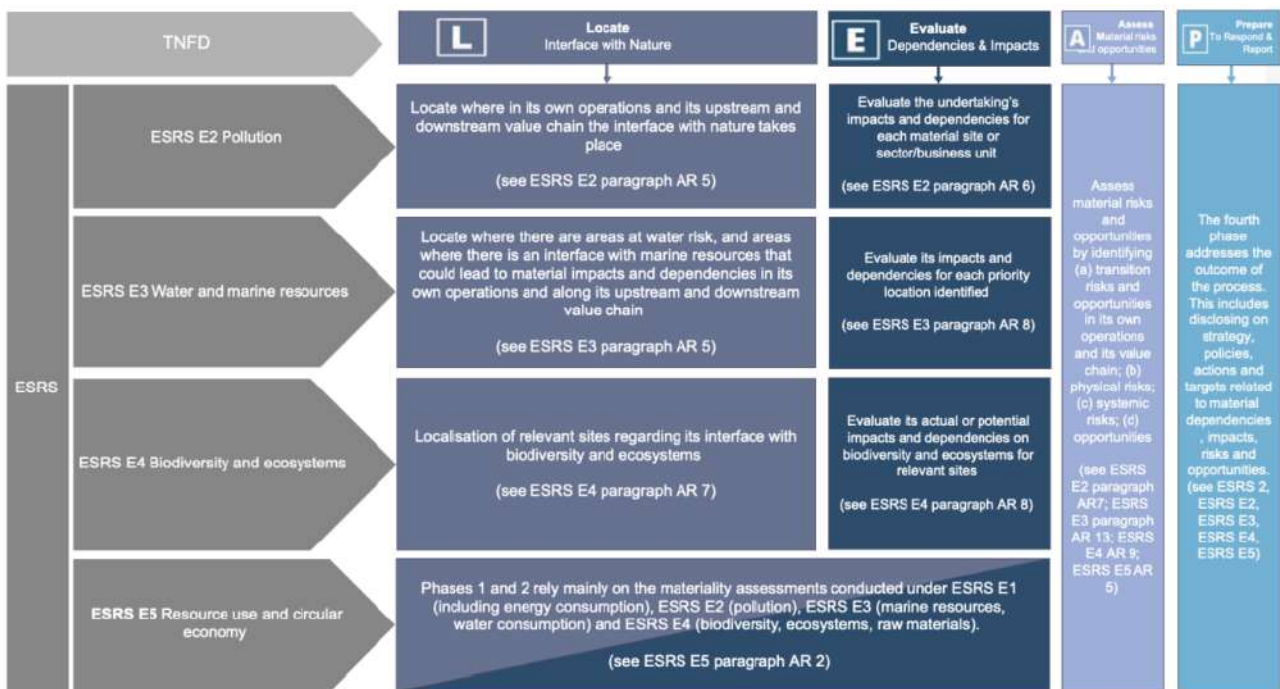 TNFD
L
Locate
Interface with Nature
E
Evaluate
Dependencies & Impacts
A
Assess
Material risks
and opportunities
P
Prepare
To Respond &
Report
ESRS
ESRS E2 Pollution
Locate where in its own operations and its upstream and
downstream value chain the interface with nature takes
place
(see ESRS E2 paragraph AR 5)
Evaluate the undertaking's
impacts and dependencies for
each material site or
sector/business unit
(see ESRS E2 paragraph AR 6)
ESRS E3 Water and marine resources
Locate where there are areas at water risk, and areas
where there is an interface with marine resources that
could lead to material impacts and dependencies in its
own operations and along its upstream and downstream
value chain
(see ESRS E3 paragraph AR 5)
Evaluate its impacts and
dependencies for each priority
location identified
(see ESRS E3 paragraph AR 8)
ESRS E4 Biodiversity and ecosystems
Localisation of relevant sites regarding its interface with
biodiversity and ecosystems
(see ESRS E4 paragraph AR 7)
Evaluate its actual or potential
impacts and dependencies on
biodiversity and ecosystems for
relevant sites
(see ESRS E4 paragraph AR 8)
ESRS E5 Resource use and circular
economy
Phases 1 and 2 rely mainly on the materiality assessments conducted under ESRS E1
(including energy consumption), ESRS E2 (pollution), ESRS E3 (marine resources,
water consumption) and ESRS E4 (biodiversity, ecosystems, raw materials).
(see ESRS E5 paragraph AR 2)
Assess
material risks
and
opportunities
by identifying
(a) transition
risks and
opportunities
in its own
operations
and its value
chain; (b)
physical risks;
(c) systemic
risks; (d)
opportunities
(see ESRS
E2 paragraph
AR7; ESRS
E3 paragraph
AR 13; ESRS
E4 AR 9;
ESRS E5 AR
5)
The fourth
phase
addresses the
outcome of
the process.
This includes
disclosing on
strategy,
policies,
actions and
targets related
to material
dependencies
, impacts,
risks and
opportunities.
(see ESRS 2,
ESRS E2,
ESRS E3,
ESRS E4,
ESRS E5)